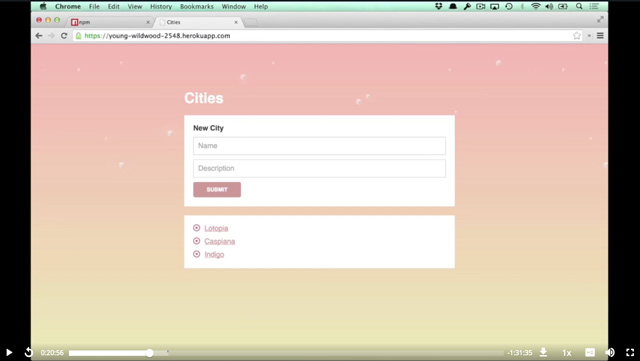 Chrome File Edit View History Bookmarks Window Help
npm
Cities
https://young-wildwood-2548.herokuapp.com
Cities
New City
Name
Description
SUBMIT
Lotopia
Caspiana
Indigo
0:20:56
-1:31:35
1x